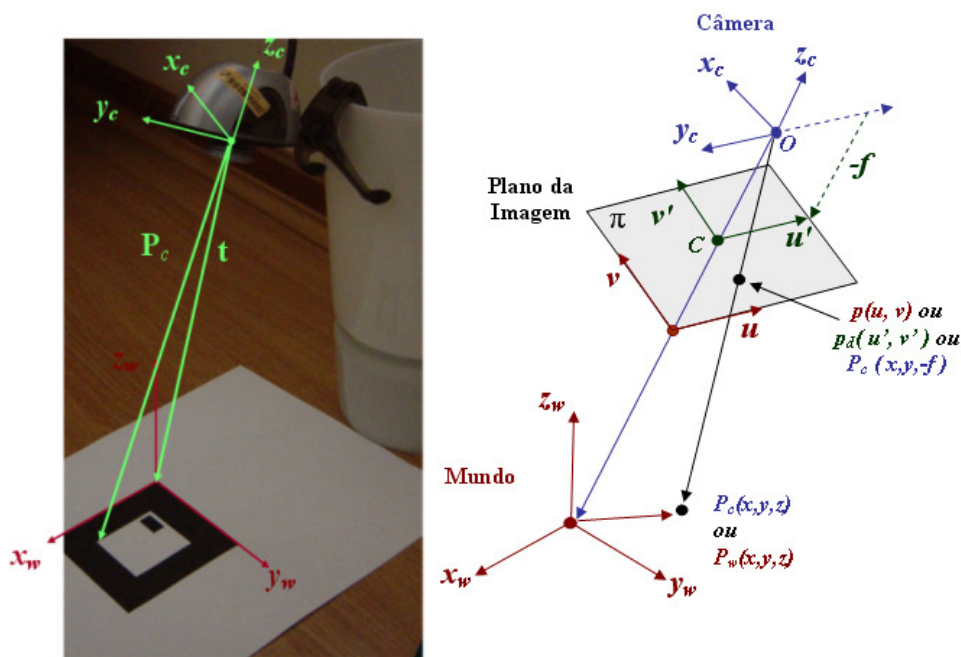 z_c
x_c
y_c
P_c
t
z_w
x_w
y_w
Câmera
z_c
x_c
y_c
O
-f
Plano da
Imagem
π
v'
C
u'
v
u
p(u, v) ou
p_d(u', v') ou
P_c (x,y,-f)
z_w
Mundo
P_c(x,y,z)
ou
P_w(x,y,z)
x_w
y_w